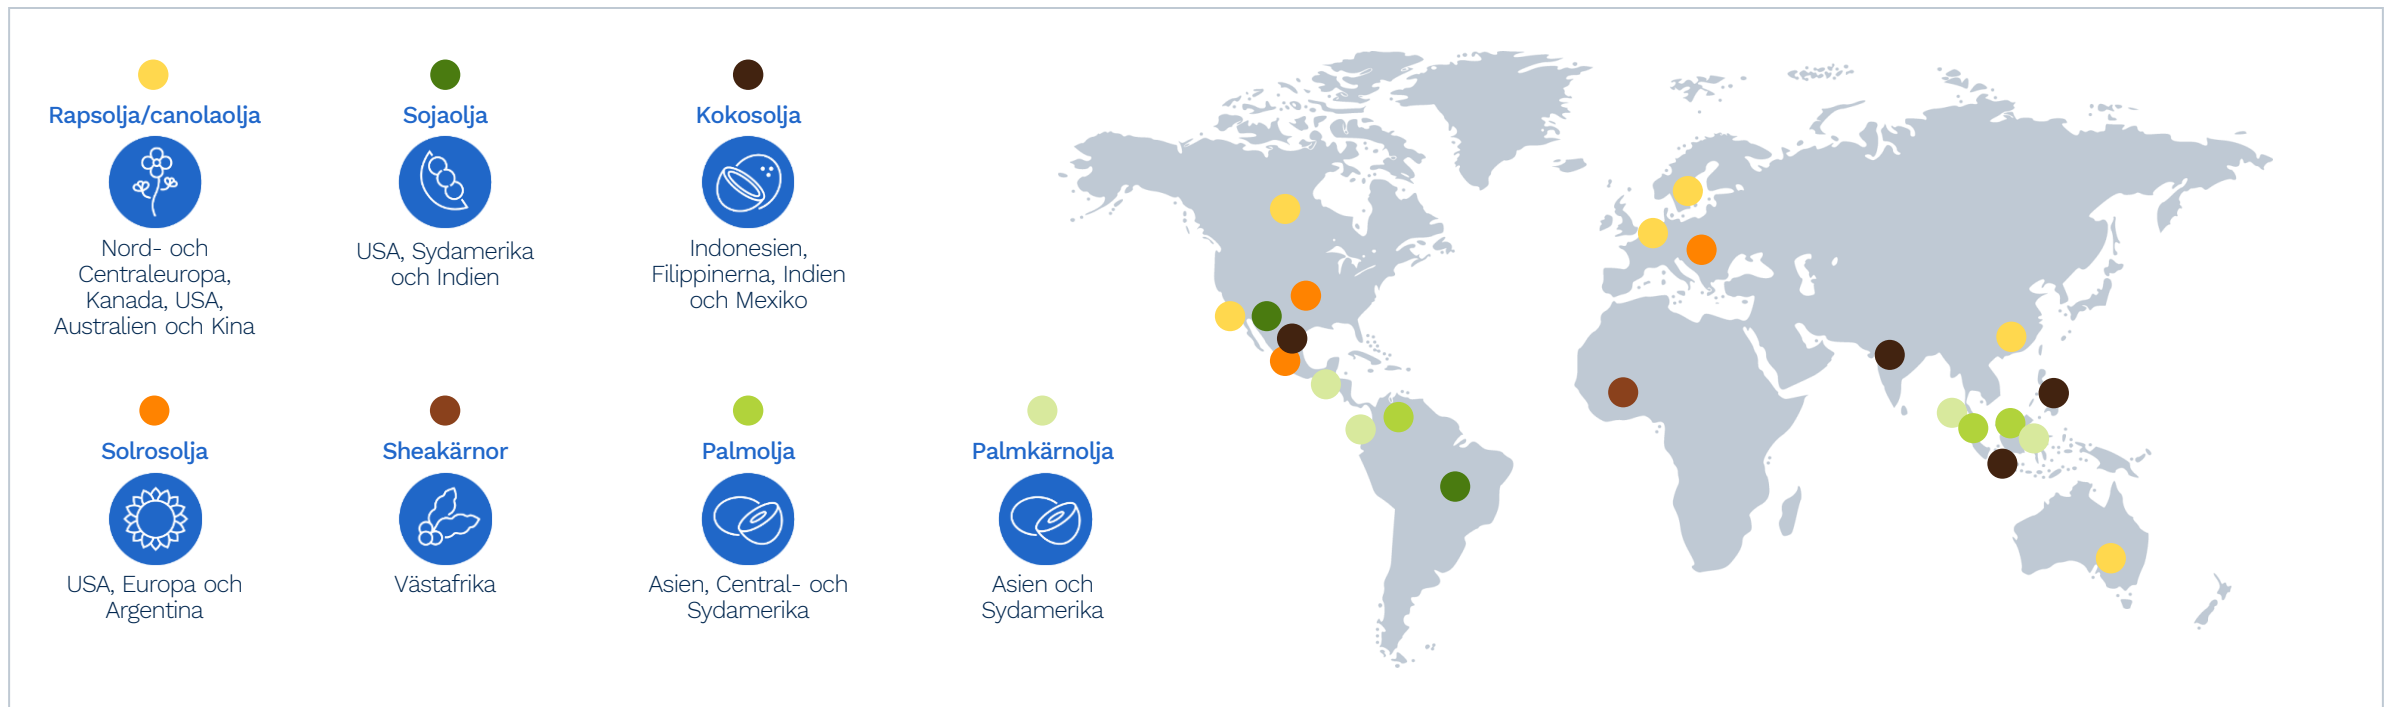 Rapsolja/canolaolja
Nord- och
Centraleuropa,
Kanada, USA,
Australien och Kina
Sojaolja
USA, Sydamerika
och Indien
Kokosolja
Indonesien,
Filippinerna, Indien
och Mexiko
Solrosolja
USA, Europa och
Argentina
Sheakärnor
Västafrika
Palmolja
Asien, Central- och
Sydamerika
Palmkärnolja
Asien och
Sydamerika